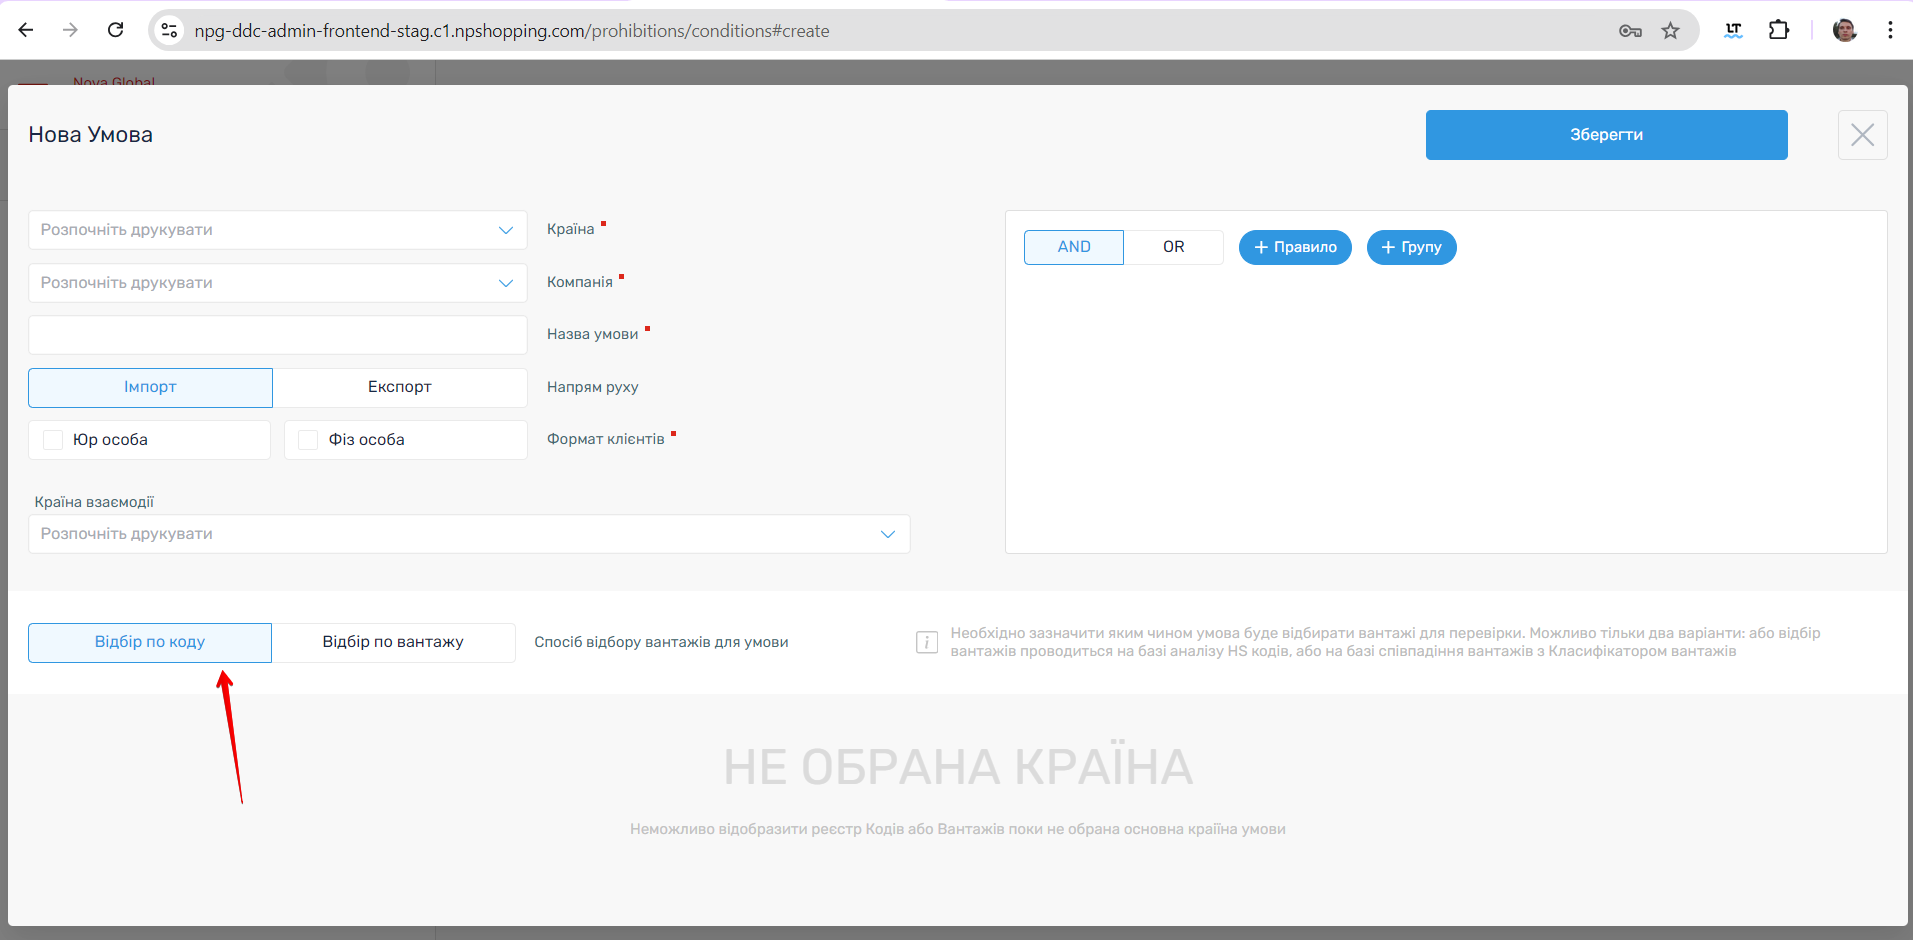 npg-ddc-admin-frontend-stag.c1.npshopping.com/prohibitions/conditions#create
LT
Nova Global
Нова Умова
Зберегти
Розпочніть друкувати
Країна
AND
OR
+ Правило
+ Групу
Розпочніть друкувати
Компанія
Назва умови
Імпорт
Експорт
Напрям руху
Юр особа
Фіз особа
Формат клієнтів
Країна взаємодії
Розпочніть друкувати
Відбір по коду
Відбір по вантажу
Спосіб відбору вантажів для умови
i
Необхідно зазначити яким чином умова буде відбирати вантажі для перевірки. Можливо тільки два варіанти: або відбір
вантажів проводиться на базі аналізу HS кодів, або на базі співпадіння вантажів з Класифікатором вантажів
НЕ ОБРАНА КРАЇНА
Неможливо відобразити реєстр Кодів або Вантажів поки не обрана основна країна умови